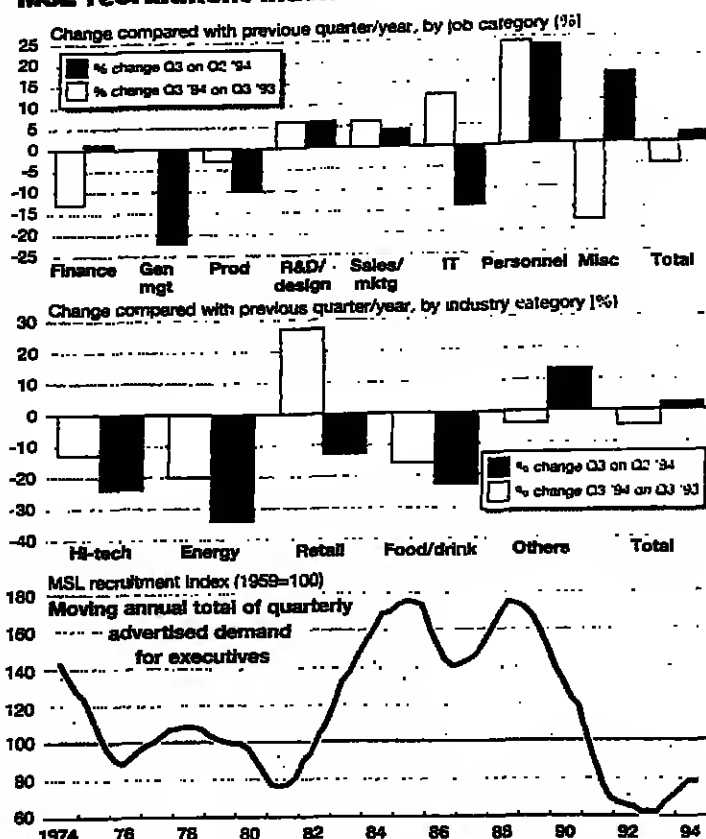 Change compared with previous quarter/year, by job category [%]
25
20
15
10
5
0
-5
-10
-15
-20
-25
% change Q3 on Q2 '94
% change Q3 '94 on Q3 '93
Finance Gen mgt Prod R&D/ design Sales/ mktg IT Personnel Misc Total
Change compared with previous quarter/year, by industry category [%]
30
20
10
0
-10
-20
-30
-40
% change Q3 on Q2 '94
% change Q3 '94 on Q3 '93
Hi-tech Energy Retail Food/drink Others Total
MSL recruitment index (1959=100)
180
Moving annual total of quarterly
160
advertised demand
for executives
140
120
100
80
60
1974 76 78 80 82 84 86 88 90 92 94